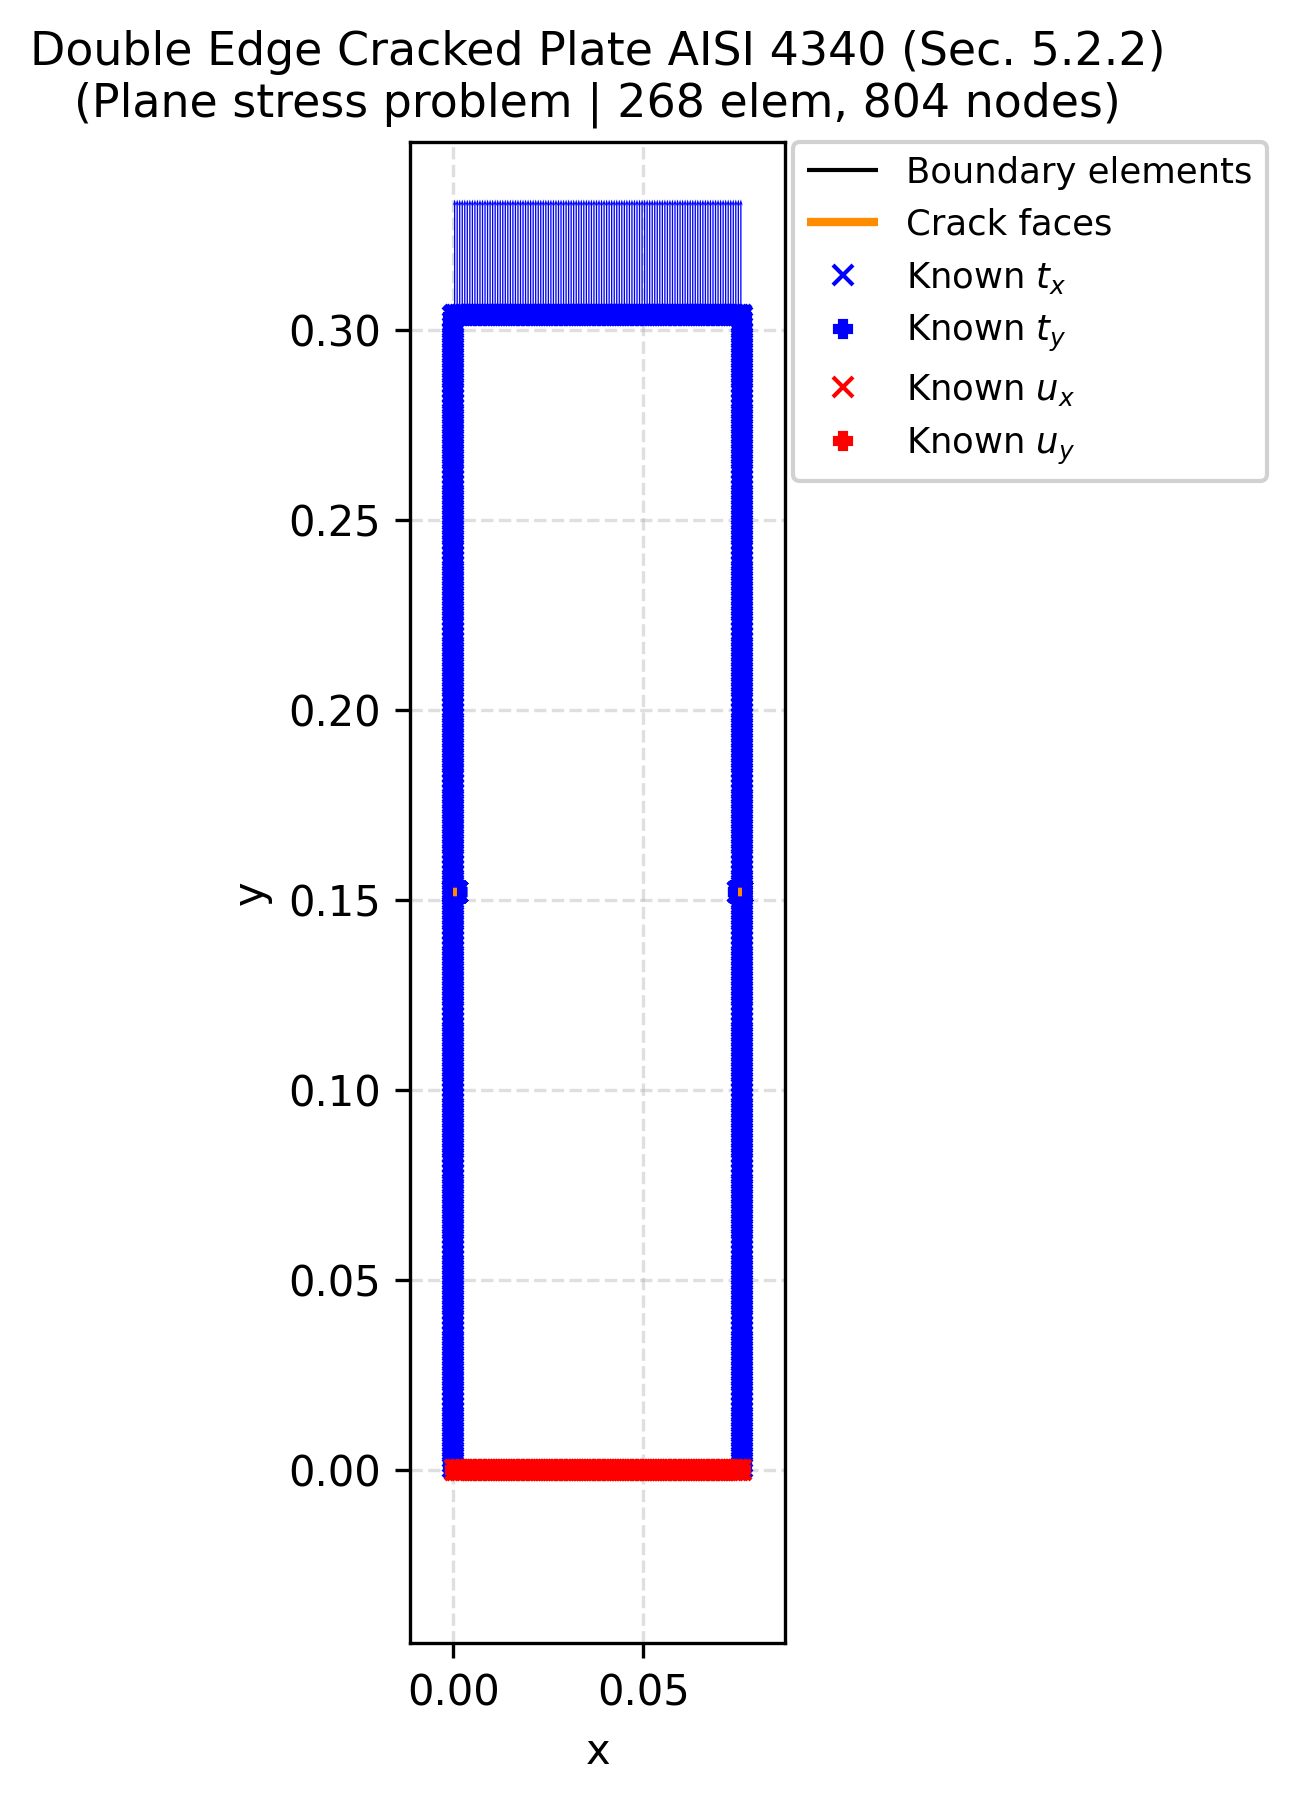 Double Edge Cracked Plate AISI 4340 (Sec. 5.2.2)
(Plane stress problem | 268 elem, 804 nodes)
Boundary elements
Crack faces
Known t_x
Known t_y
Known u_x
Known u_y
0.30
0.25
0.20
0.15
0.10
0.05
0.00
y
0.00 0.05
x